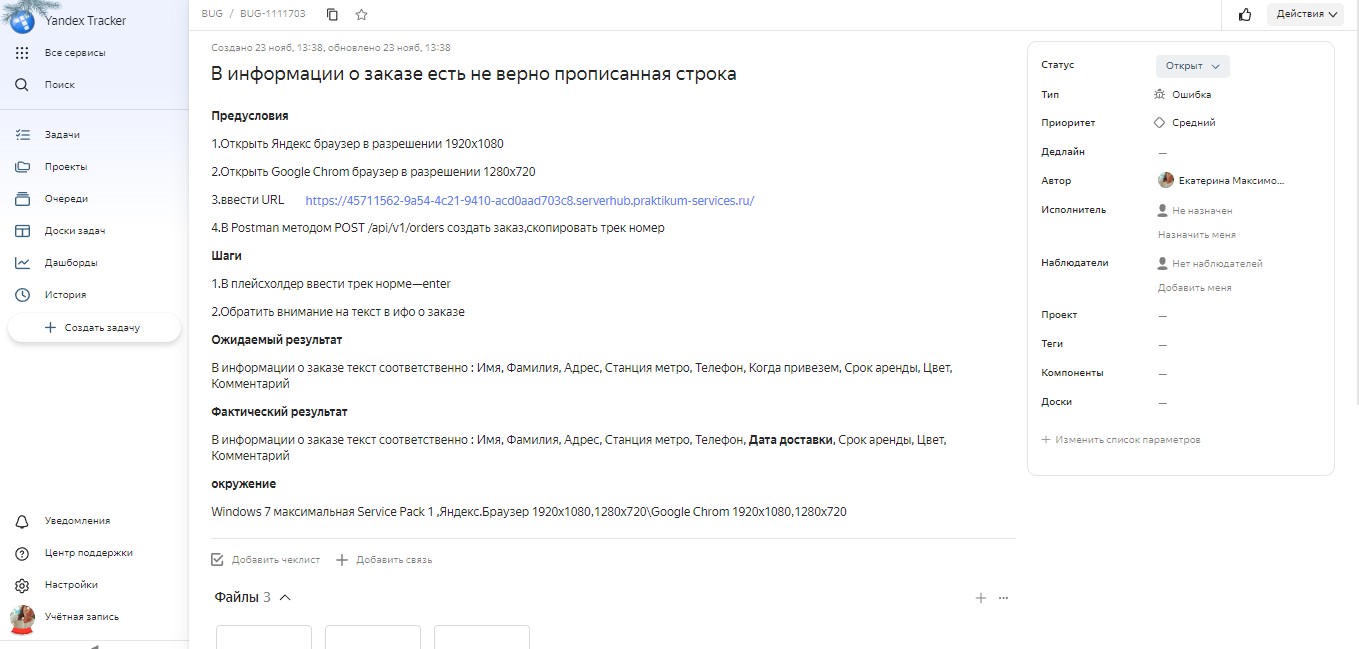 Yandex Tracker
Все сервисы
Поиск
Задачи
Проекты
Очереди
Доски задач
Дашборды
История
+ Создать задачу
Уведомления
Центр поддержки
Настройки
Учётная запись
BUG / BUG-1111703
Действия
Создано 23 нояб, 13:38, обновлено 23 нояб, 13:38
В информации о заказе есть не верно прописанная строка
Предусловия
1.Открыть Яндекс браузер в разрешении 1920х1080
2.Открыть Google Chrom браузер в разрешении 1280х720
3.ввести URL https://45711562-9a54-4c21-9410-acd0aad703c8.serverhub.praktikum-services.ru/
4.В Postman методом POST /api/v1/orders создать заказ,скопировать трек номер
Шаги
1.В плейсхолдер ввести трек норме—enter
2.Обратить внимание на текст в ифо о заказе
Ожидаемый результат
В информации о заказе текст соответственно : Имя, Фамилия, Адрес, Станция метро, Телефон, Когда привезем, Срок аренды, Цвет,
Комментарий
Фактический результат
В информации о заказе текст соответственно : Имя, Фамилия, Адрес, Станция метро, Телефон, Дата доставки, Срок аренды, Цвет,
Комментарий
окружение
Windows 7 максимальная Service Pack 1 ,Яндекс.Браузер 1920х1080,1280х720\Google Chrom 1920х1080,1280х720
Добавить чеклист + Добавить связь
Файлы 3
Статус Открыт
Тип Ошибка
Приоритет Средний
Дедлайн —
Автор Екатерина Максимо...
Исполнитель Не назначен
Назначить меня
Наблюдатели Нет наблюдателей
Добавить меня
Проект —
Теги —
Компоненты —
Доски —
+ Изменить список параметров